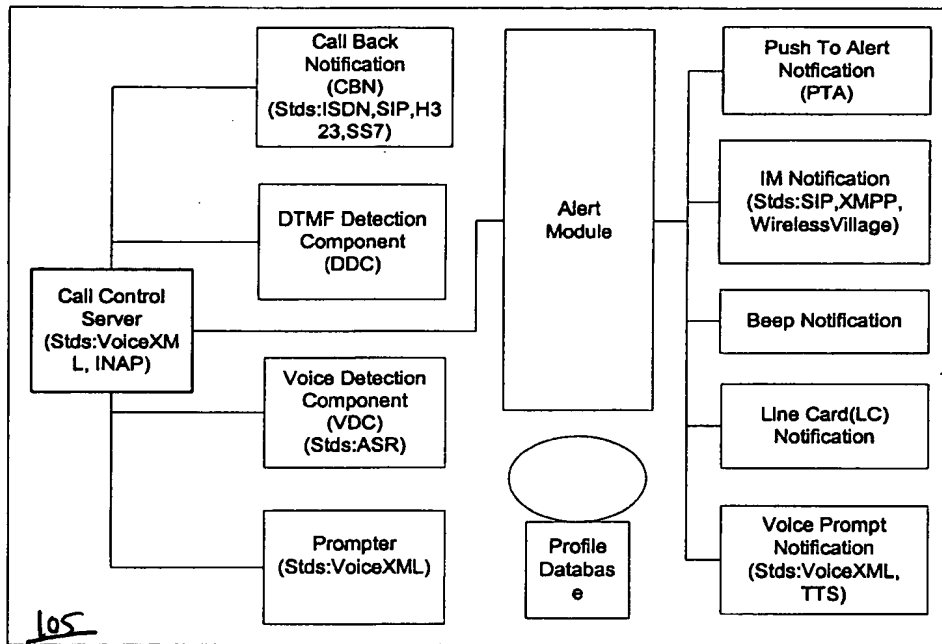 Call Back
Notification
(CBN)
(Stds:ISDN,SIP,H3
23,SS7)
DTMF Detection
Component
(DDC)
Call Control
Server
(Stds:VoiceXM
L, INAP)
Voice Detection
Component
(VDC)
(Stds:ASR)
Prompter
(Stds:VoiceXML)
Alert
Module
Profile
Databas
e
Push To Alert
Notfication
(PTA)
IM Notification
(Stds:SIP,XMPP,
WirelessVillage)
Beep Notification
Line Card(LC)
Notification
Voice Prompt
Notification
(Stds:VoiceXML,
TTS)
105